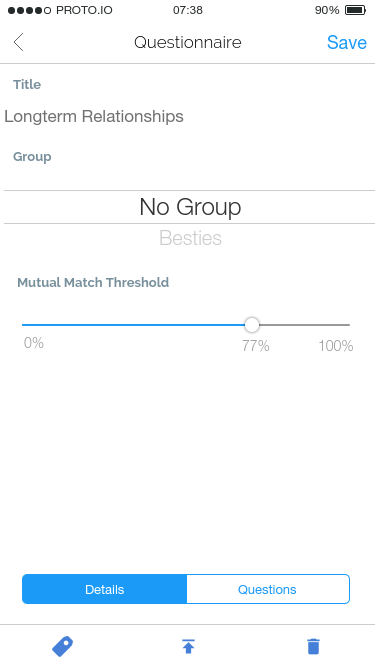 PROTO.IO 07:38 90%
Questionnaire Save
Title
Longterm Relationships
Group
No Group
Besties
Mutual Match Threshold
0% 77% 100%
Details Questions